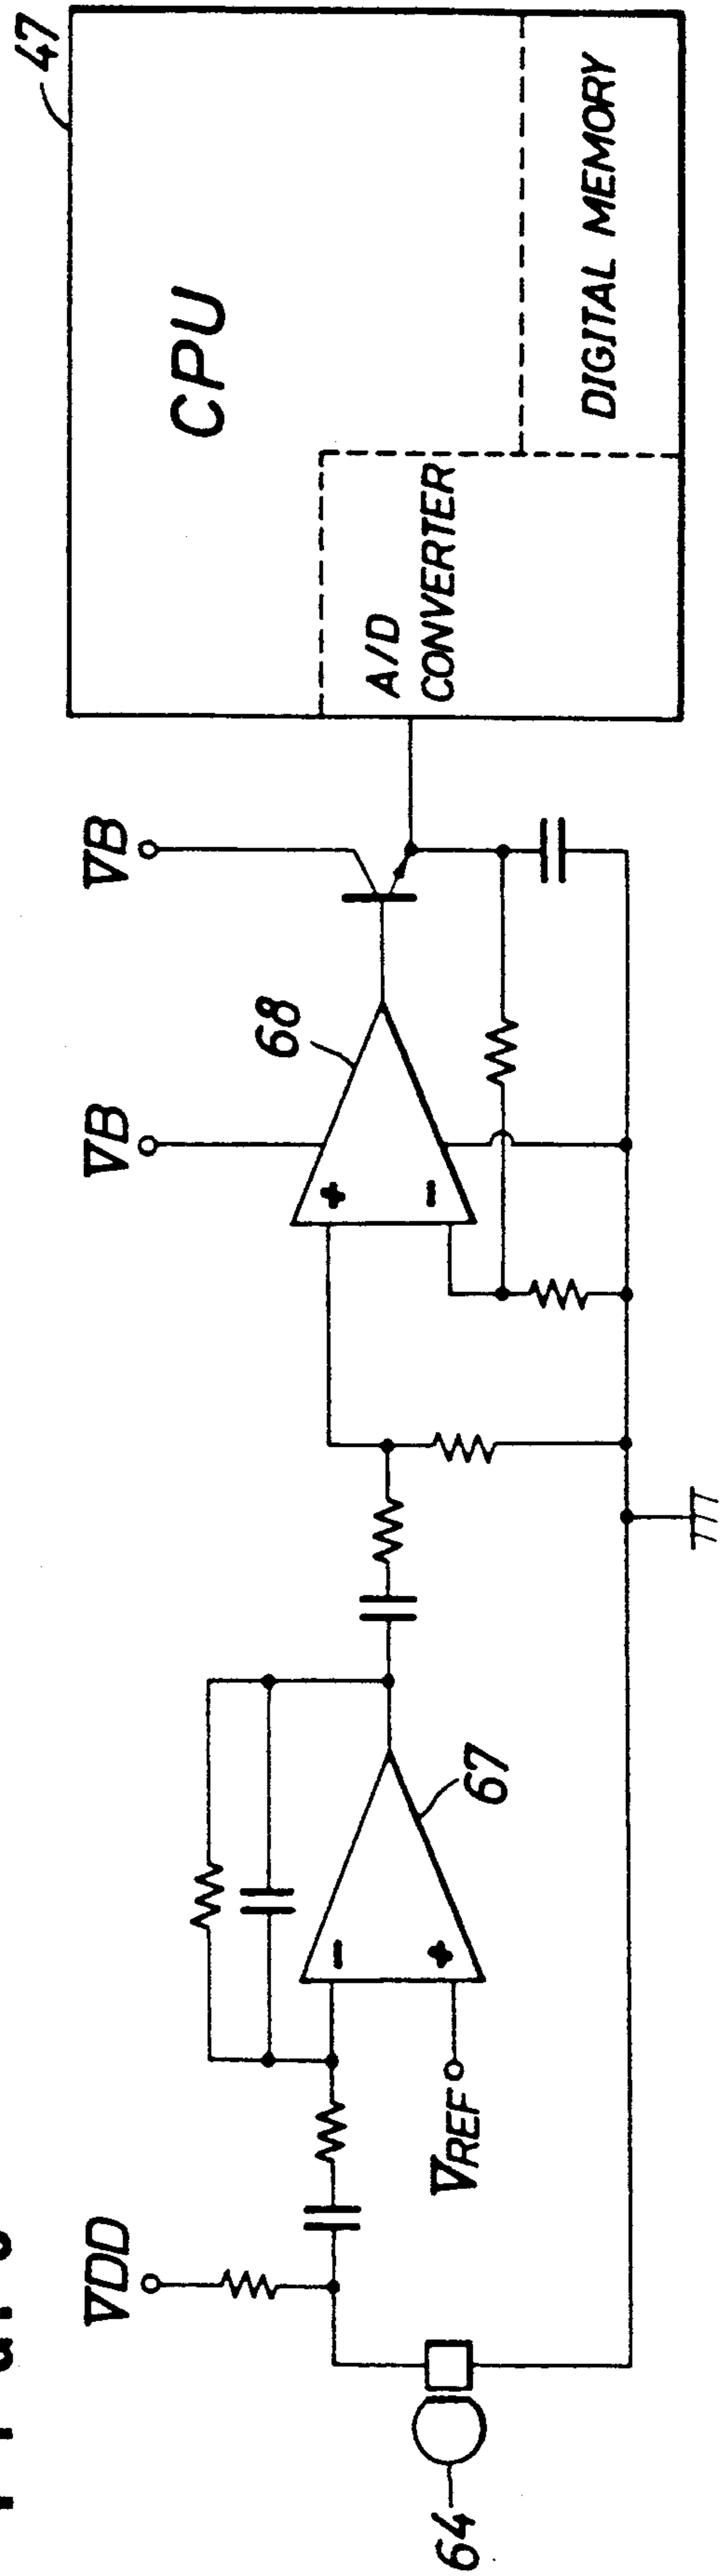 VDD
64
VREF
67
VB
68
VB
47
CPU
A/D
CONVERTER
DIGITAL MEMORY
+
-
-
+